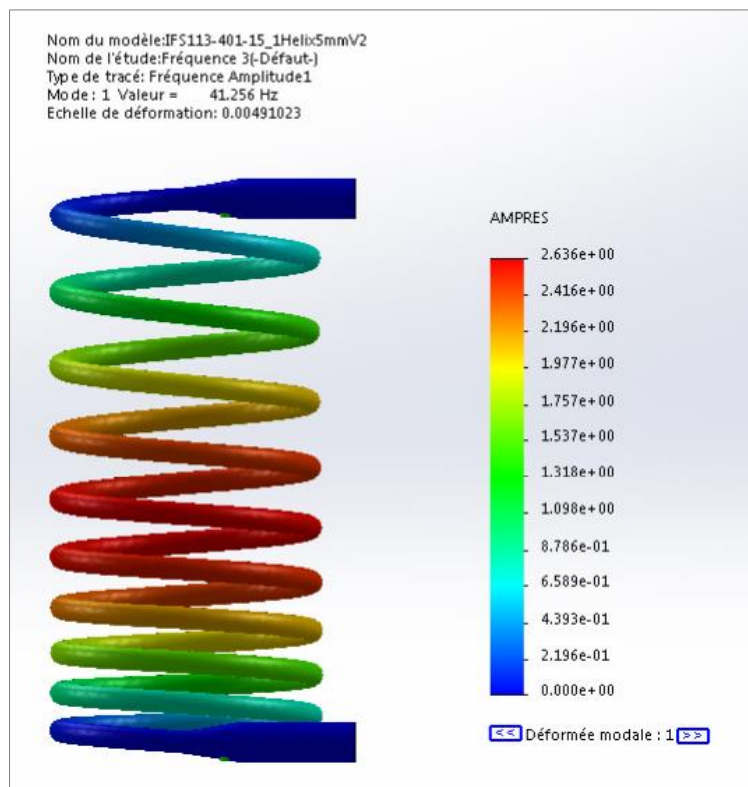 Nom du modèle:IFS113-401-15_1Helix5mmV2
Nom de l'étude:Fréquence 3(-Défaut-)
Type de tracé: Fréquence Amplitude1
Mode : 1 Valeur = 41.256 Hz
Echelle de déformation: 0.00491023
AMPRES
2.636e+00
2.416e+00
2.196e+00
1.977e+00
1.757e+00
1.537e+00
1.318e+00
1.098e+00
8.786e-01
6.589e-01
4.393e-01
2.196e-01
0.000e+00
<< Déformée modale : 1 >>